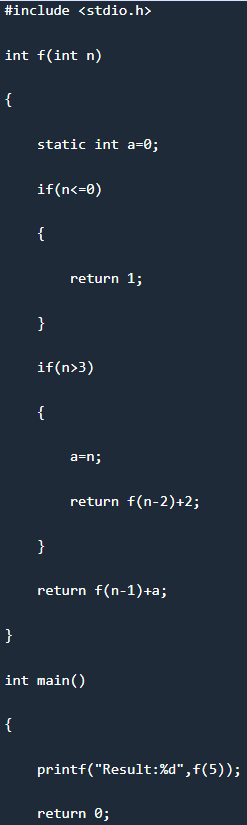 #include <stdio.h>
int f(int n)
{
static int a=0;
if(n<=0)
{
return 1;
}
if(n>3)
{
a=n;
return f(n-2)+2;
}
return f(n-1)+a;
}
int main()
{
printf("Result:%d",f(5));
return 0;